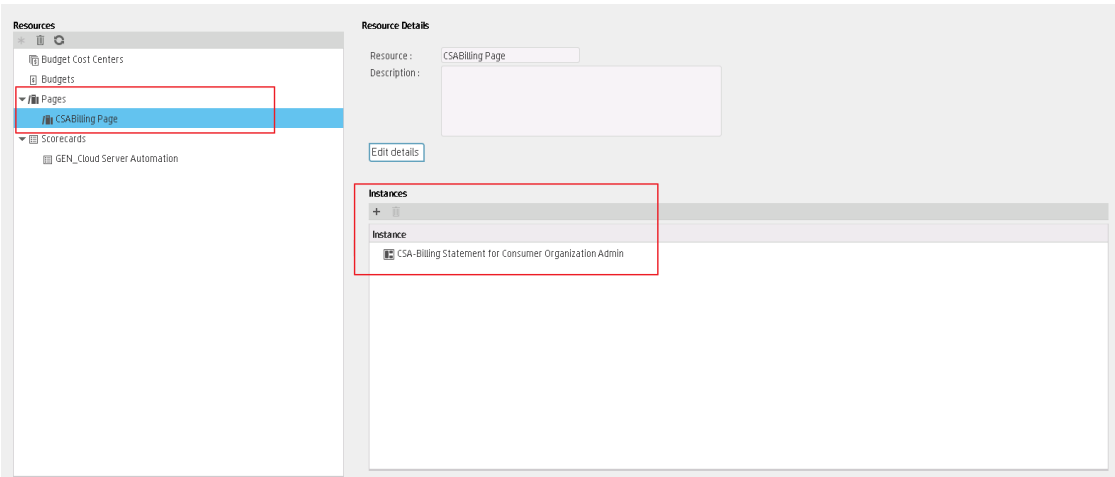 Resources
Budget Cost Centers
Budgets
Pages
CSABilling Page
Scorecards
GEN_Cloud Server Automation
Resource Details
Resource : CSABilling Page
Description :
Edit details
Instances
Instance
CSA-Billing Statement for Consumer Organization Admin